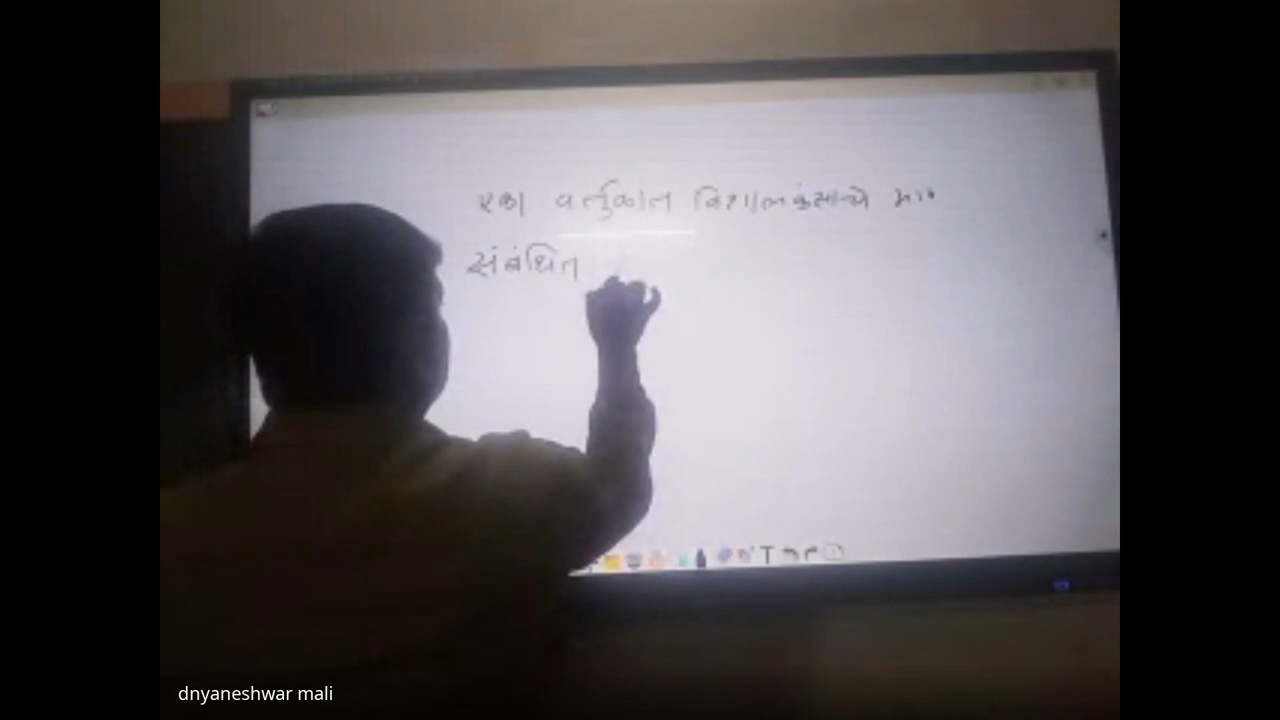 एका वर्तुळात विशालकंसाचे माप
संबंधित
dnyaneshwar mali